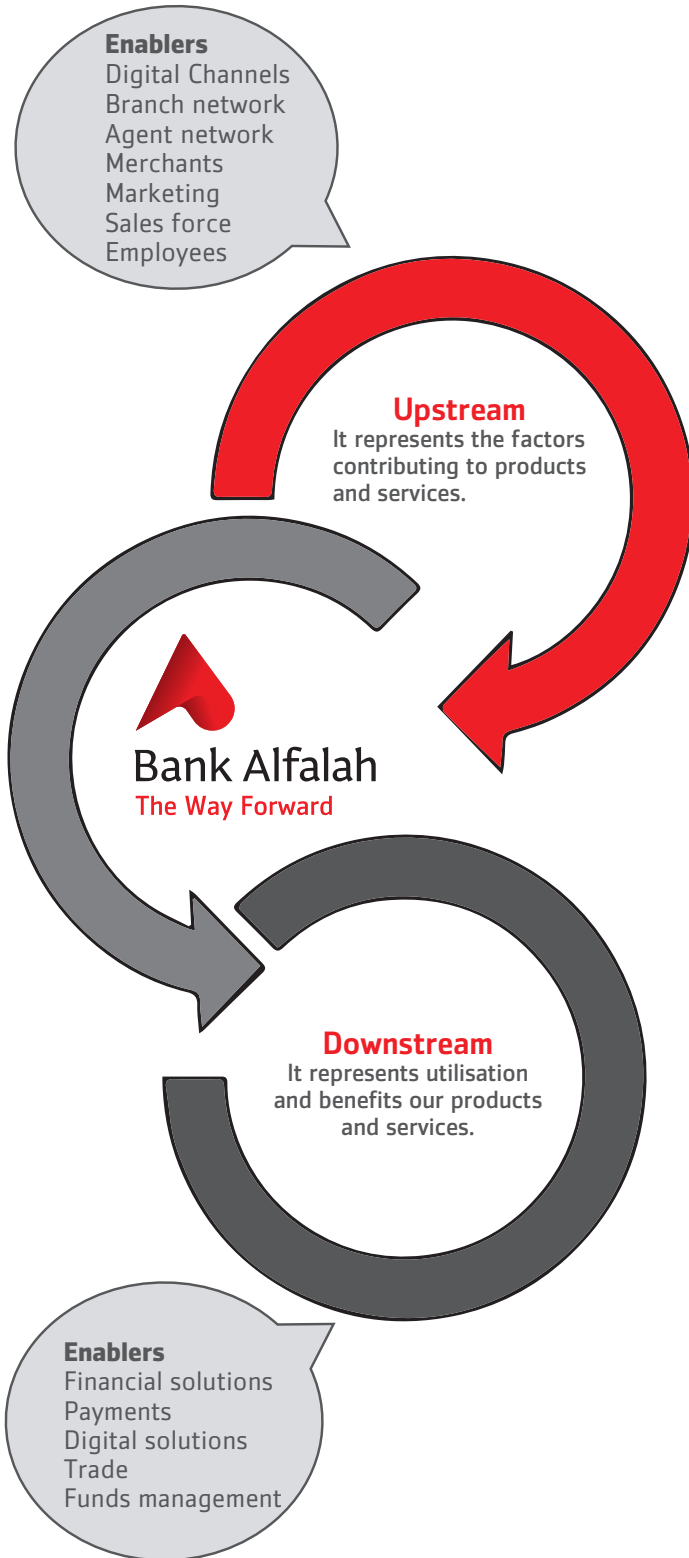 Enablers
Digital Channels
Branch network
Agent network
Merchants
Marketing
Sales force
Employees
Upstream
It represents the factors
contributing to products
and services.
Bank Alfalah
The Way Forward
Downstream
It represents utilisation
and benefits our products
and services.
Enablers
Financial solutions
Payments
Digital solutions
Trade
Funds management